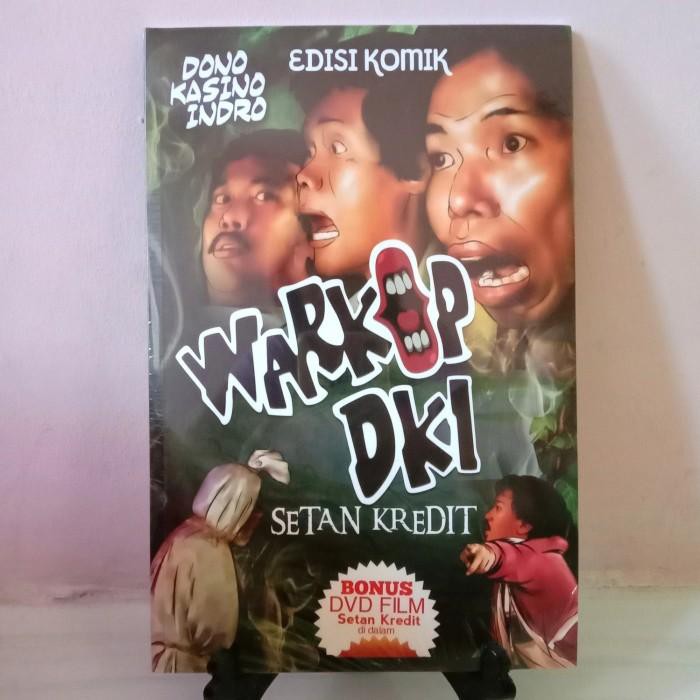 DONO
KASINO
INDRO
EDISI KOMIK
WARKOP
DKI
SETAN KREDIT
BONUS
DVD FILM
Setan Kredit
di dalam